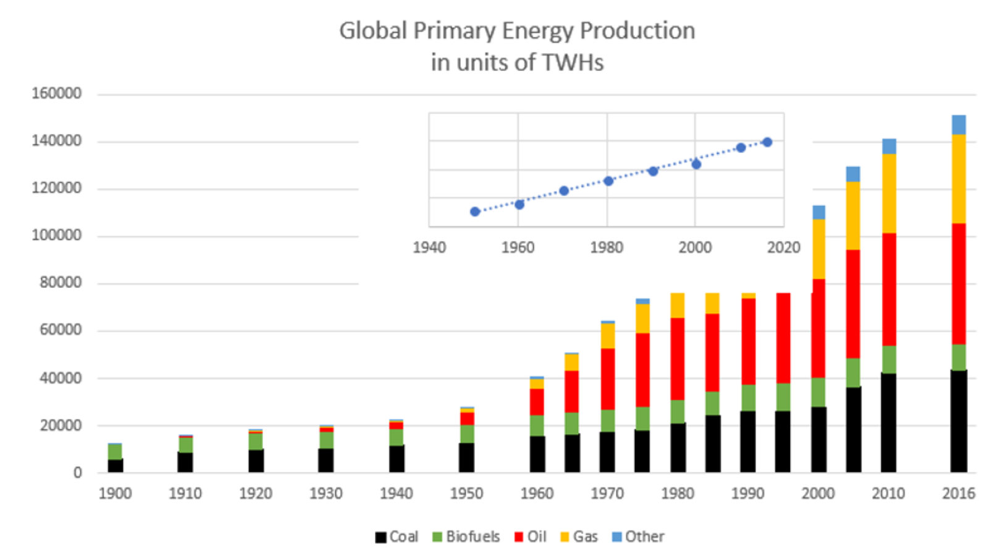 Global Primary Energy Production
in units of TWHs
160000
140000
120000
100000
80000
60000
40000
20000
0
1940 1960 1980 2000 2020
1900 1910 1920 1930 1940 1950 1960 1970 1980 1990 2000 2010 2016
Coal Biofuels Oil Gas Other